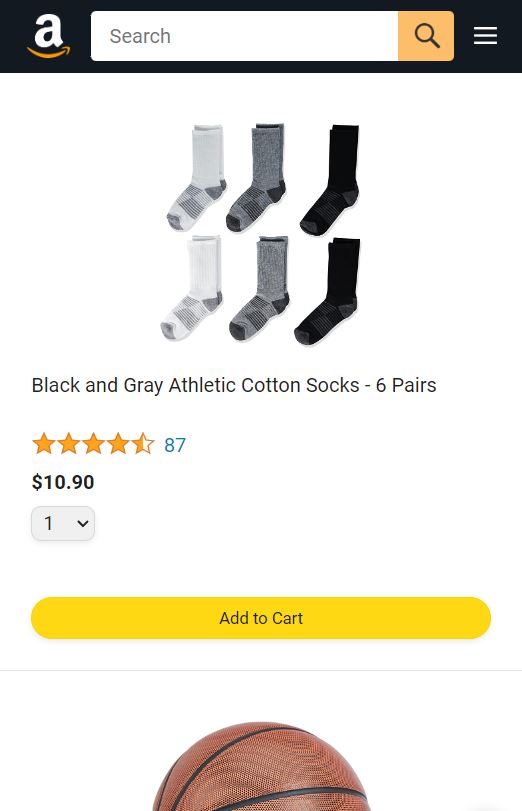 a
Search
Black and Gray Athletic Cotton Socks - 6 Pairs
87
$10.90
1
Add to Cart